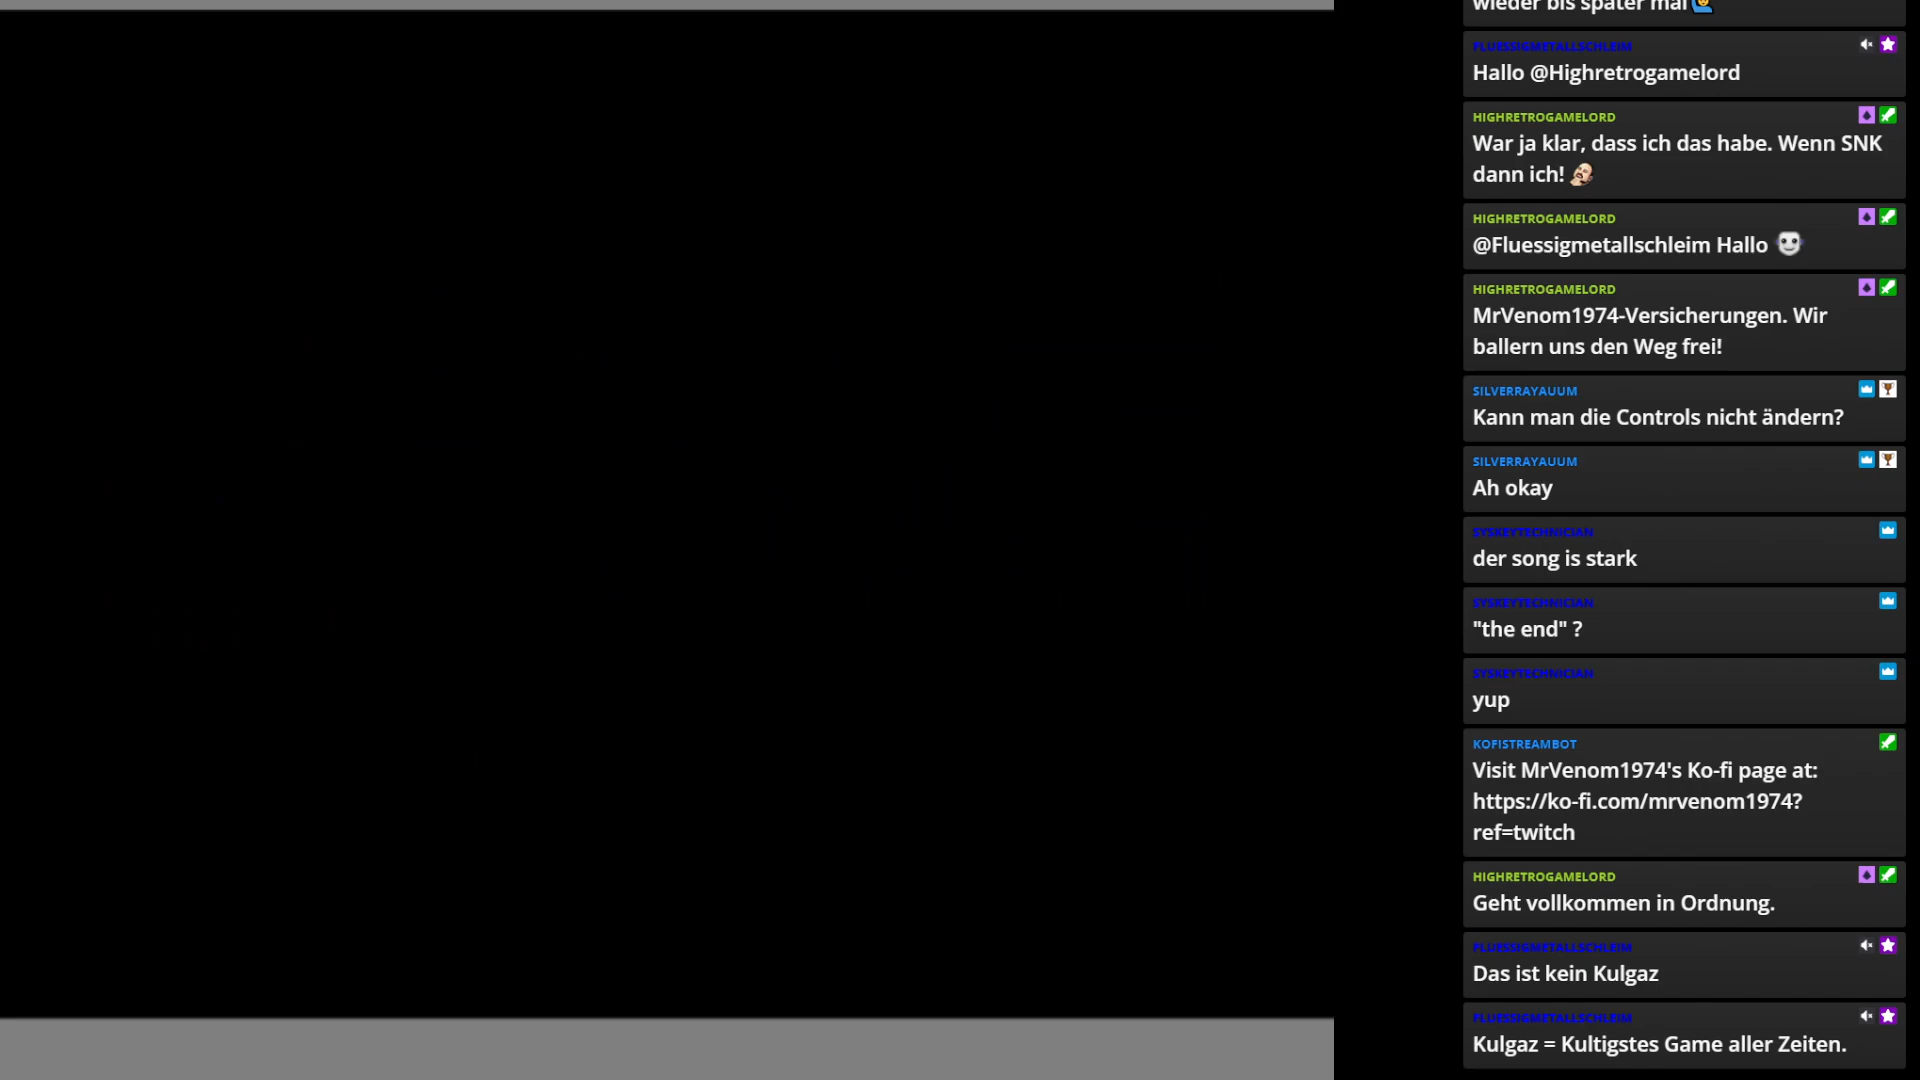 wieder bis später mal
FLUESSIGMETALLSCHLEIM
Hallo @Highretrogamelord
HIGHRETROGAMELORD
War ja klar, dass ich das habe. Wenn SNK
dann ich!
HIGHRETROGAMELORD
@Fluessigmetallschleim Hallo
HIGHRETROGAMELORD
MrVenom1974-Versicherungen. Wir
ballern uns den Weg frei!
SILVERRAYAUUM
Kann man die Controls nicht ändern?
SILVERRAYAUUM
Ah okay
SYSKEYTECHNICIAN
der song is stark
SYSKEYTECHNICIAN
"the end" ?
SYSKEYTECHNICIAN
yup
KOFISTREAMBOT
Visit MrVenom1974's Ko-fi page at:
https://ko-fi.com/mrvenom1974?
ref=twitch
HIGHRETROGAMELORD
Geht vollkommen in Ordnung.
FLUESSIGMETALLSCHLEIM
Das ist kein Kulgaz
FLUESSIGMETALLSCHLEIM
Kulgaz = Kultigstes Game aller Zeiten.